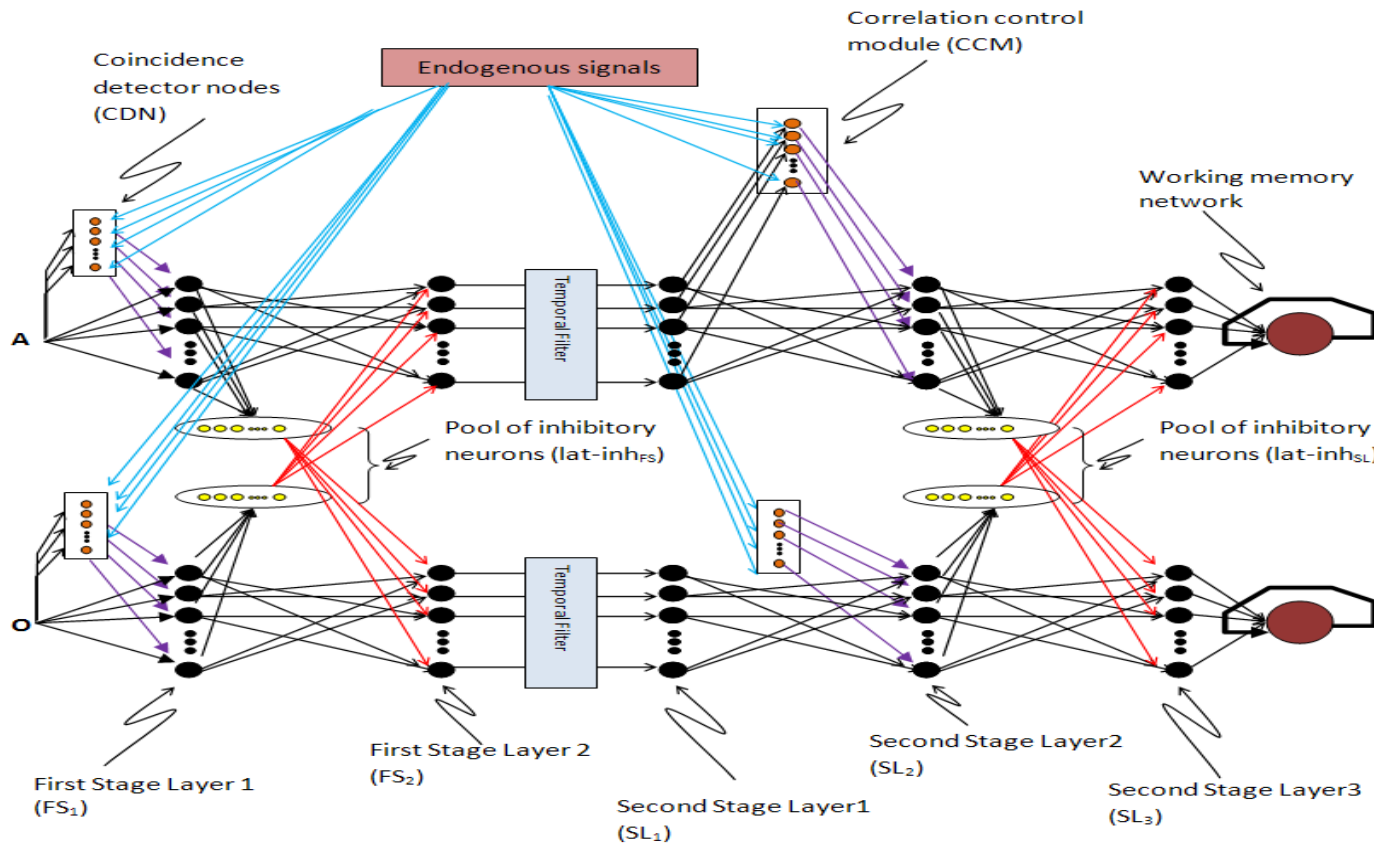 Correlation control
module (CCM)
Coincidence
detector nodes
(CDN)
Endogenous signals
Working memory
network
A
Temporal Filter
Pool of inhibitory
neurons (lat-inhFS)
Pool of inhibitory
neurons (lat-inhSL)
O
Temporal Filter
First Stage Layer 1
(FS₁)
First Stage Layer 2
(FS₂)
Second Stage Layer1
(SL₁)
Second Stage Layer2
(SL₂)
Second Stage Layer3
(SL₃)